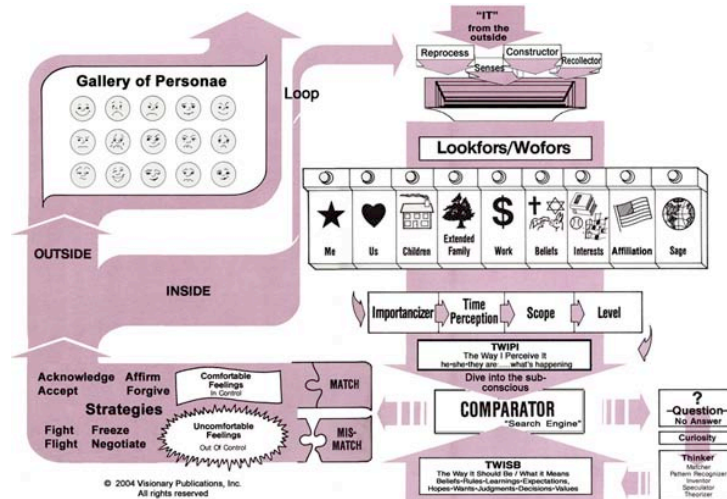 "IT"
from the
outside
Reprocess
Constructor
Senses
Recollector
Gallery of Personae
Loop
Lookfors/Wofors
Me
Us
Children
Extended
Family
Work
Beliefs
Interests
Affiliation
Sage
OUTSIDE
INSIDE
Importancizer
Time
Perception
Scope
Level
TWIPI
The Way I Perceive It
he-she-they are.....what's happening
Dive into the sub-
conscious
COMPARATOR
"Search Engine"
Acknowledge
Affirm
Accept
Forgive
Strategies
Fight
Freeze
Flight
Negotiate
Comfortable
Feelings
In Control
MATCH
Uncomfortable
Feelings
Out Of Control
MIS-
MATCH
?
-Question-
No Answer
Curiosity
Thinker
Matcher
Pattern Recognizer
Inventor
Speculator
Theorizer
TWISB
The Way It Should Be / What it Means
Beliefs-Rules-Learnings-Expectations,
Hopes-Wants-Judgments-Decisions-Values
© 2004 Visionary Publications, Inc.
All rights reserved